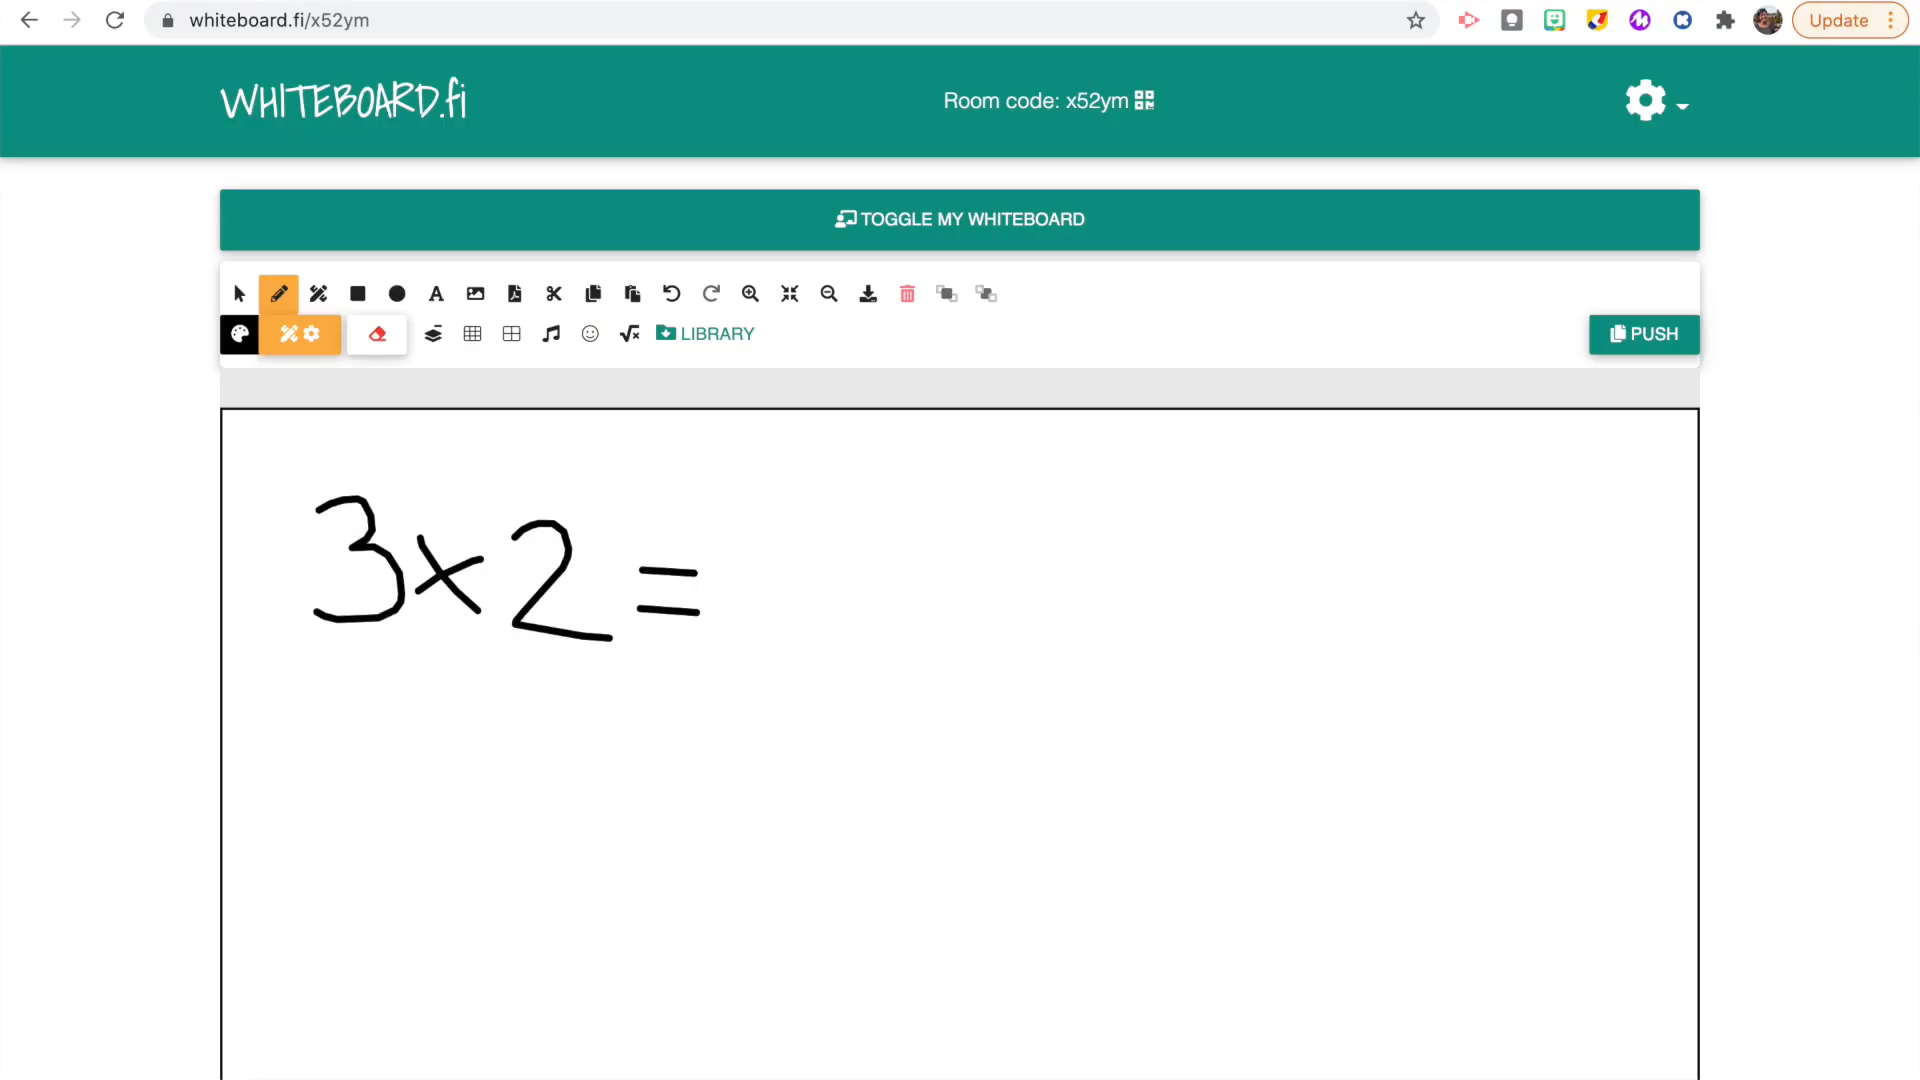 whiteboard.fi/x52ym
Update
WHITEBOARD.fi
Room code: x52ym
TOGGLE MY WHITEBOARD
LIBRARY
PUSH
3x2=